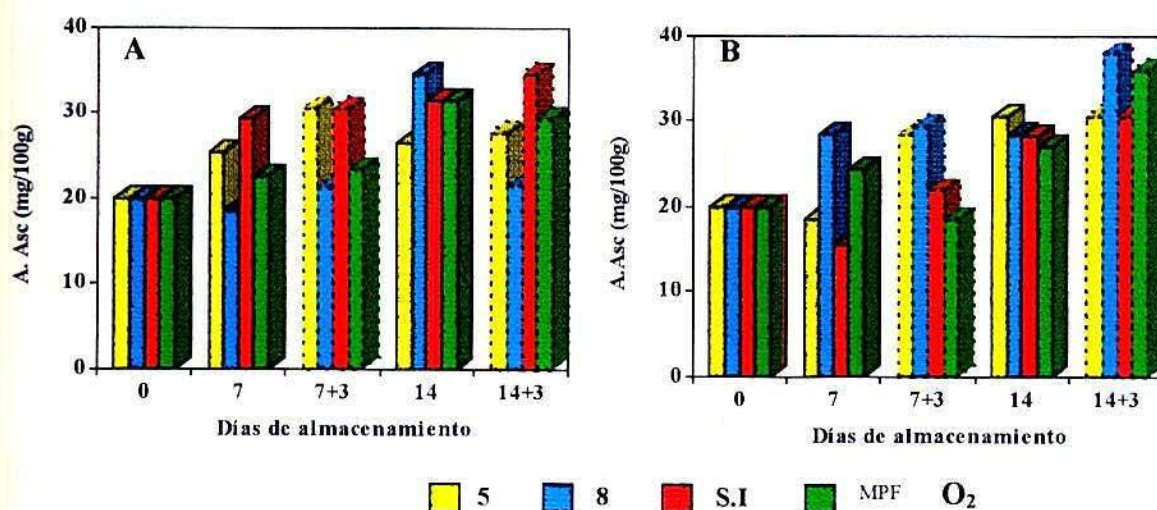 A
A. Asc (mg/100g)
40
30
20
10
0
0 7 7+3 14 14+3
Días de almacenamiento
B
A.Asc (mg/100g)
40
30
20
10
0
0 7 7+3 14 14+3
Días de almacenamiento
5 8 S.I MPF O₂